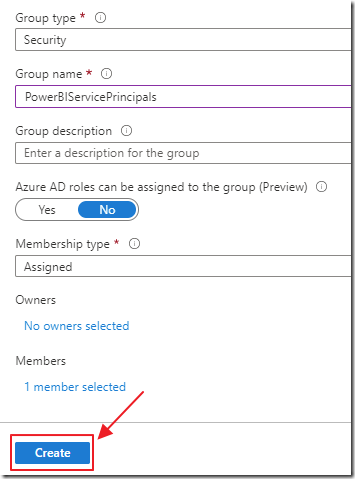 Group type * ⓘ
Security
Group name * ⓘ
PowerBIServicePrincipals
Group description ⓘ
Enter a description for the group
Azure AD roles can be assigned to the group (Preview) ⓘ
Yes No
Membership type * ⓘ
Assigned
Owners
No owners selected
Members
1 member selected
Create